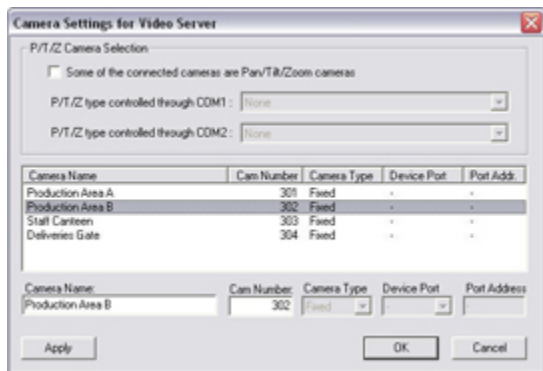 Camera Settings for Video Server
P/T/Z Camera Selection
Some of the connected cameras are Pan/Tilt/Zoom cameras
P/T/Z type controlled through COM1 : None
P/T/Z type controlled through COM2 : None
Camera Name Cam Number Camera Type Device Port Port Addr.
Production Area A 301 Fixed - -
Production Area B 302 Fixed - -
Staff Canteen 303 Fixed - -
Deliveries Gate 304 Fixed - -
Camera Name: Cam Number: Camera Type Device Port Port Address
Production Area B 302 Fixed - -
Apply OK Cancel